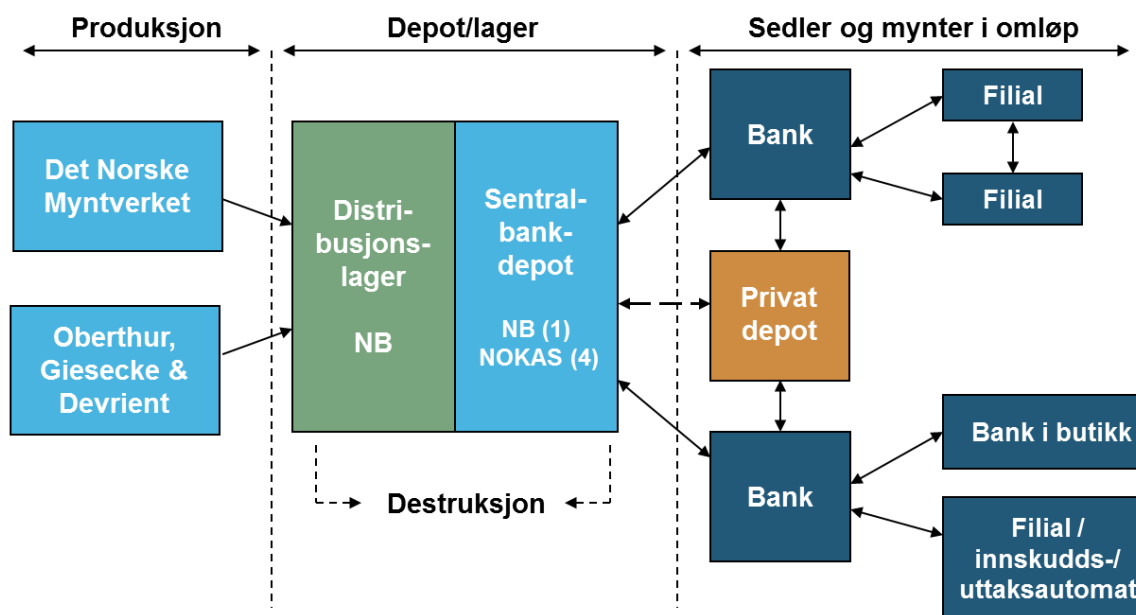 Produksjon
Depot/lager
Sedler og mynter i omløp
Det Norske
Myntverket
Oberthur,
Giesecke &
Devrient
Distri-
busjons-
lager
NB
Sentral-
bank-
depot
NB (1)
NOKAS (4)
Destruksjon
Bank
Filial
Filial
Privat
depot
Bank
Bank i butikk
Filial /
innskudds-/
uttaksautomat